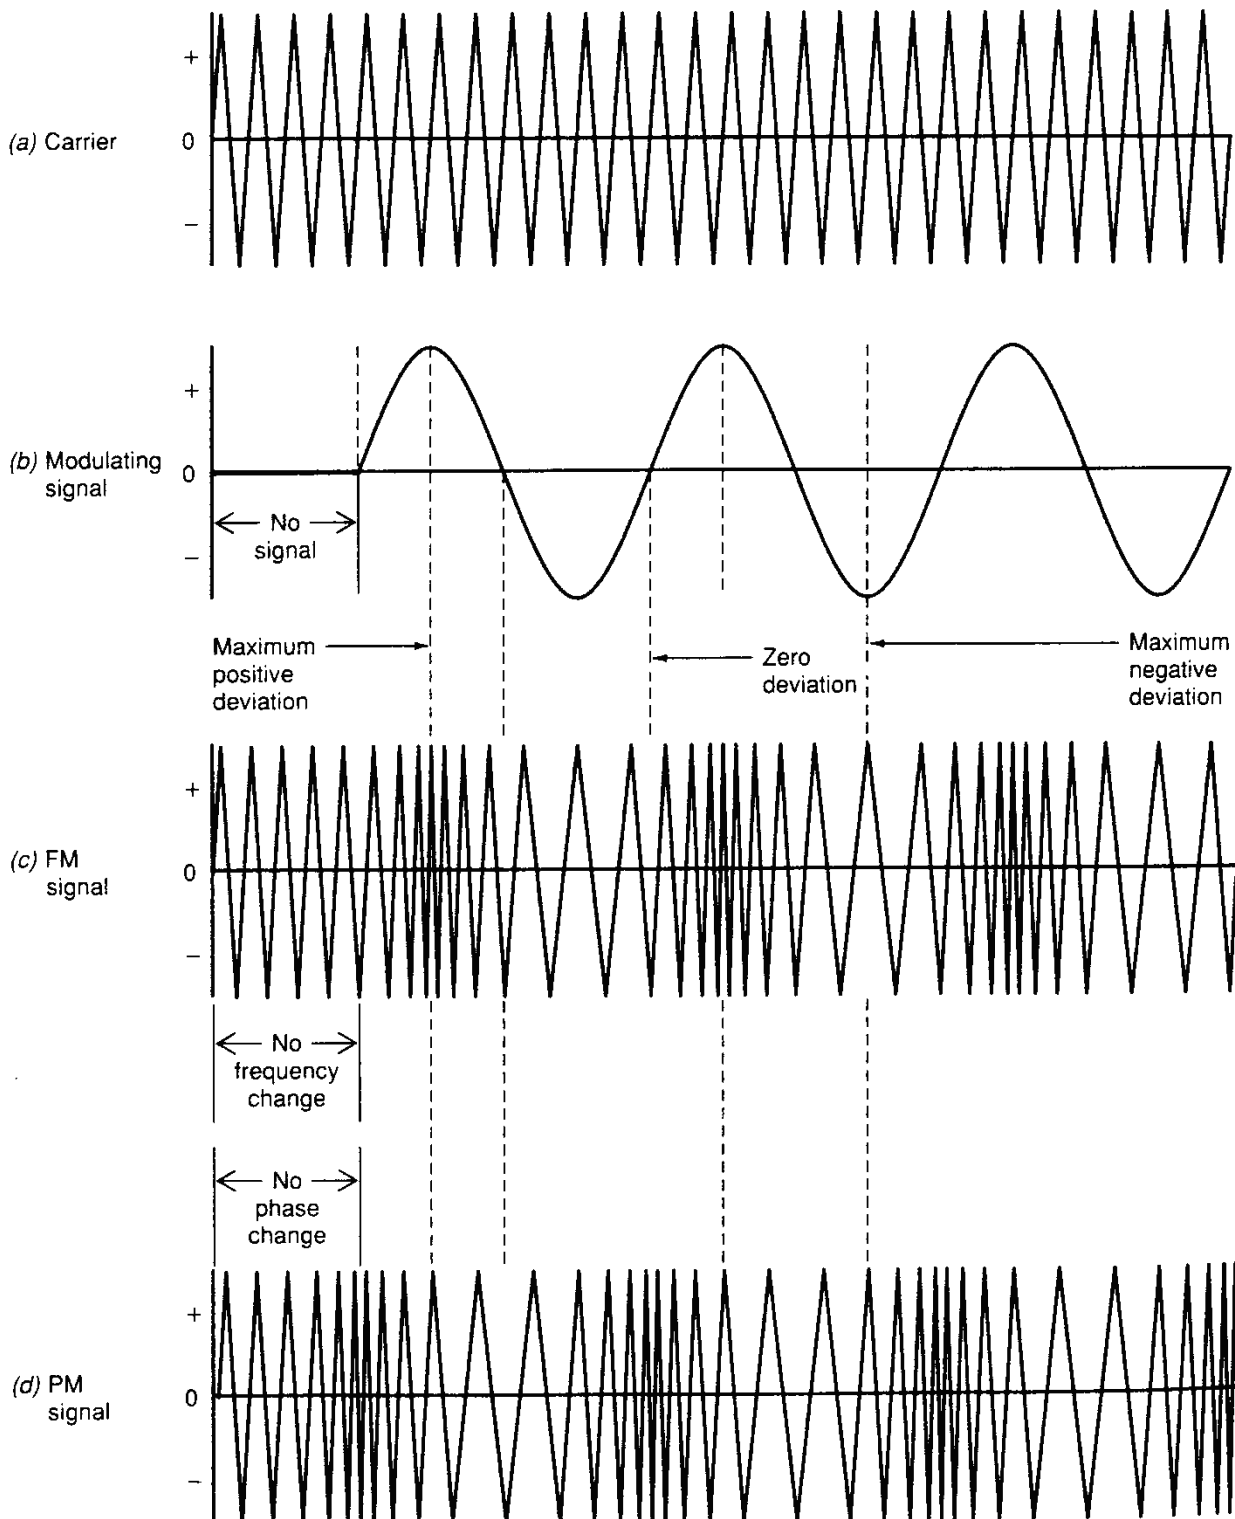 +
(a) Carrier 0
−
+
(b) Modulating 0
signal
← No →
signal
−
Maximum
positive
deviation
Zero
deviation
Maximum
negative
deviation
+
(c) FM 0
signal
−
← No →
frequency
change
← No →
phase
change
+
(d) PM 0
signal
−